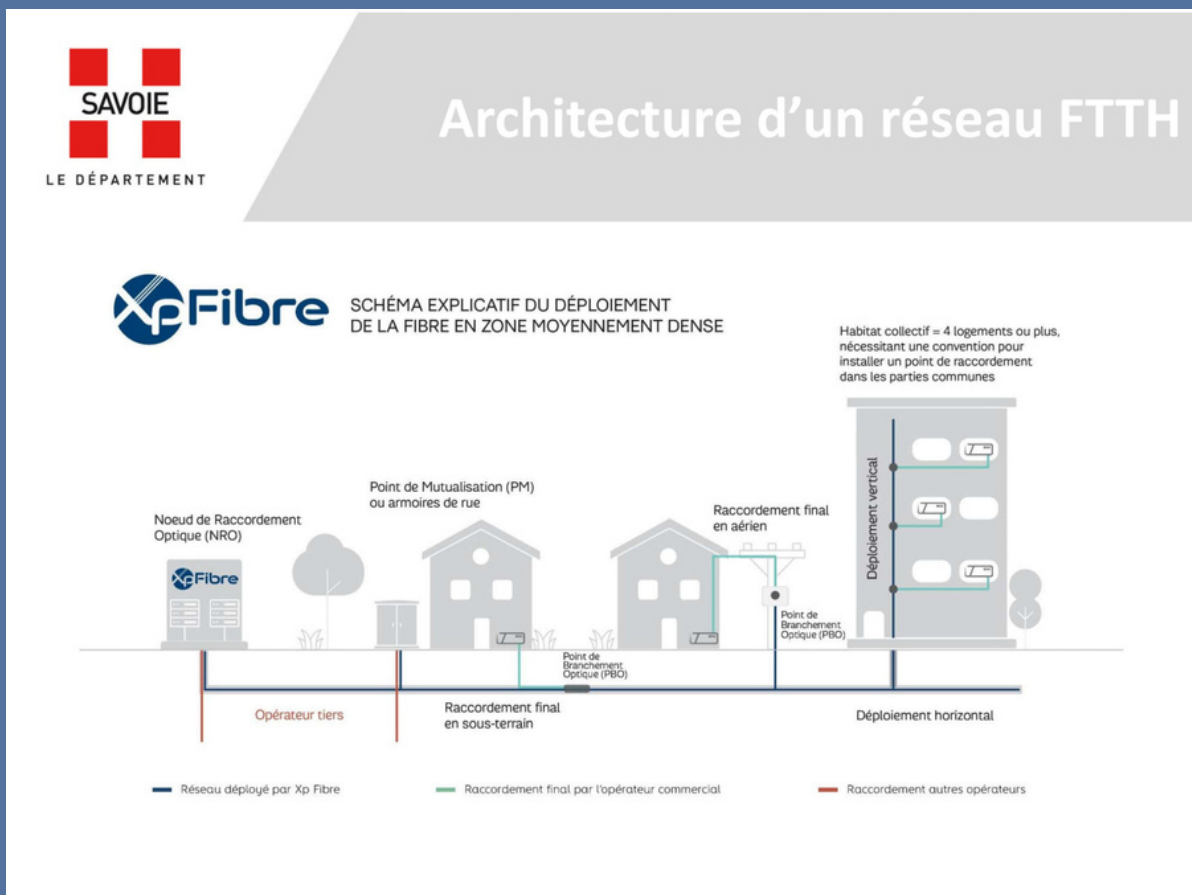 SAVOIE
LE DÉPARTEMENT
Architecture d'un réseau FTTH
XpFibre
SCHÉMA EXPLICATIF DU DÉPLOIEMENT
DE LA FIBRE EN ZONE MOYENNEMENT DENSE
Habitat collectif = 4 logements ou plus,
nécessitant une convention pour
installer un point de raccordement
dans les parties communes
Noeud de Raccordement
Optique (NRO)
XpFibre
Point de Mutualisation (PM)
ou armoires de rue
Raccordement final
en aérien
Déploiement vertical
Point de
Branchement
Optique (PBO)
Point de
Branchement
Optique (PBO)
Opérateur tiers
Raccordement final
en sous-terrain
Déploiement horizontal
Réseau déployé par Xp Fibre
Raccordement final par l'opérateur commercial
Raccordement autres opérateurs